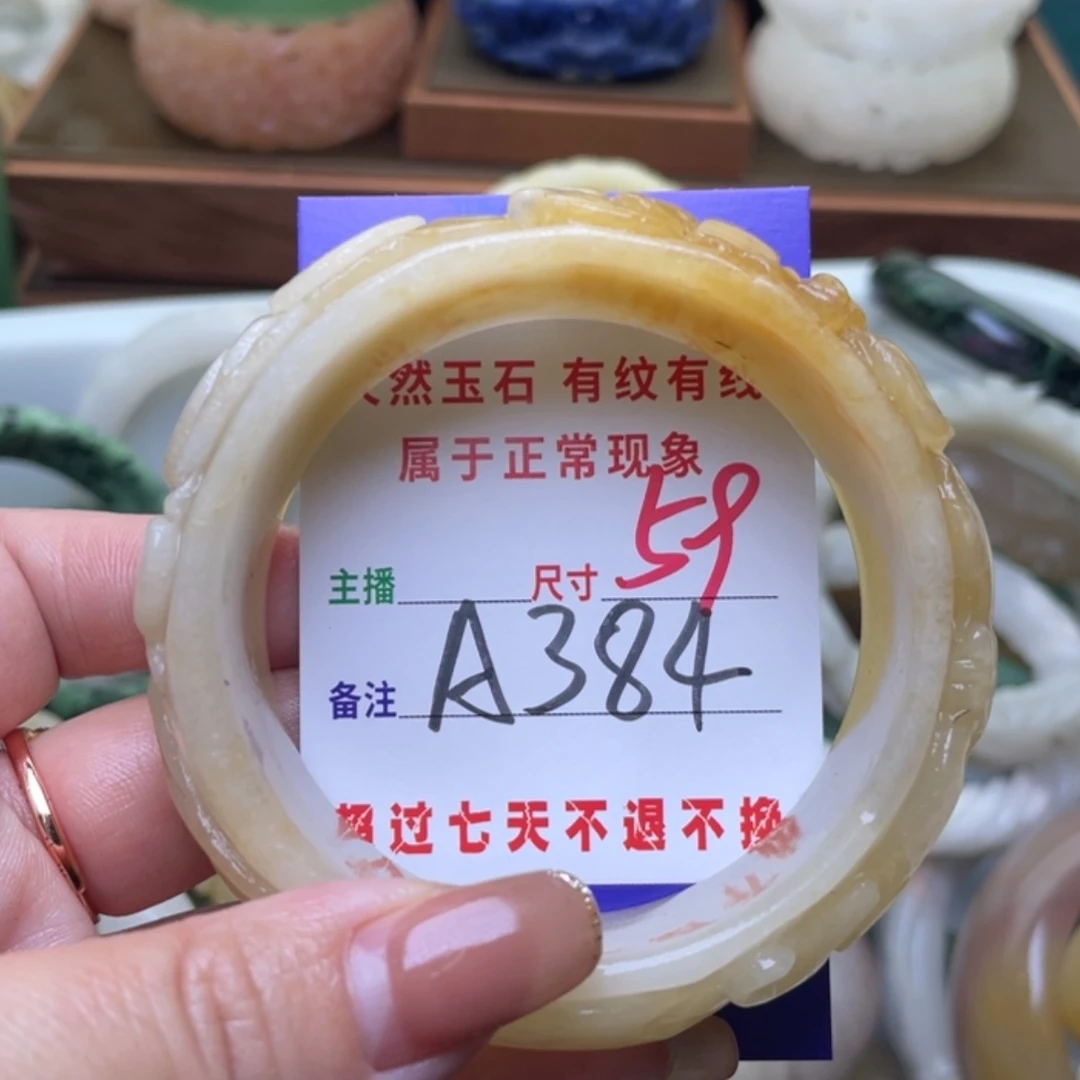 然玉石 有纹有线
属于正常现象
主播 尺寸 59
备注 A384
超过七天不退不换